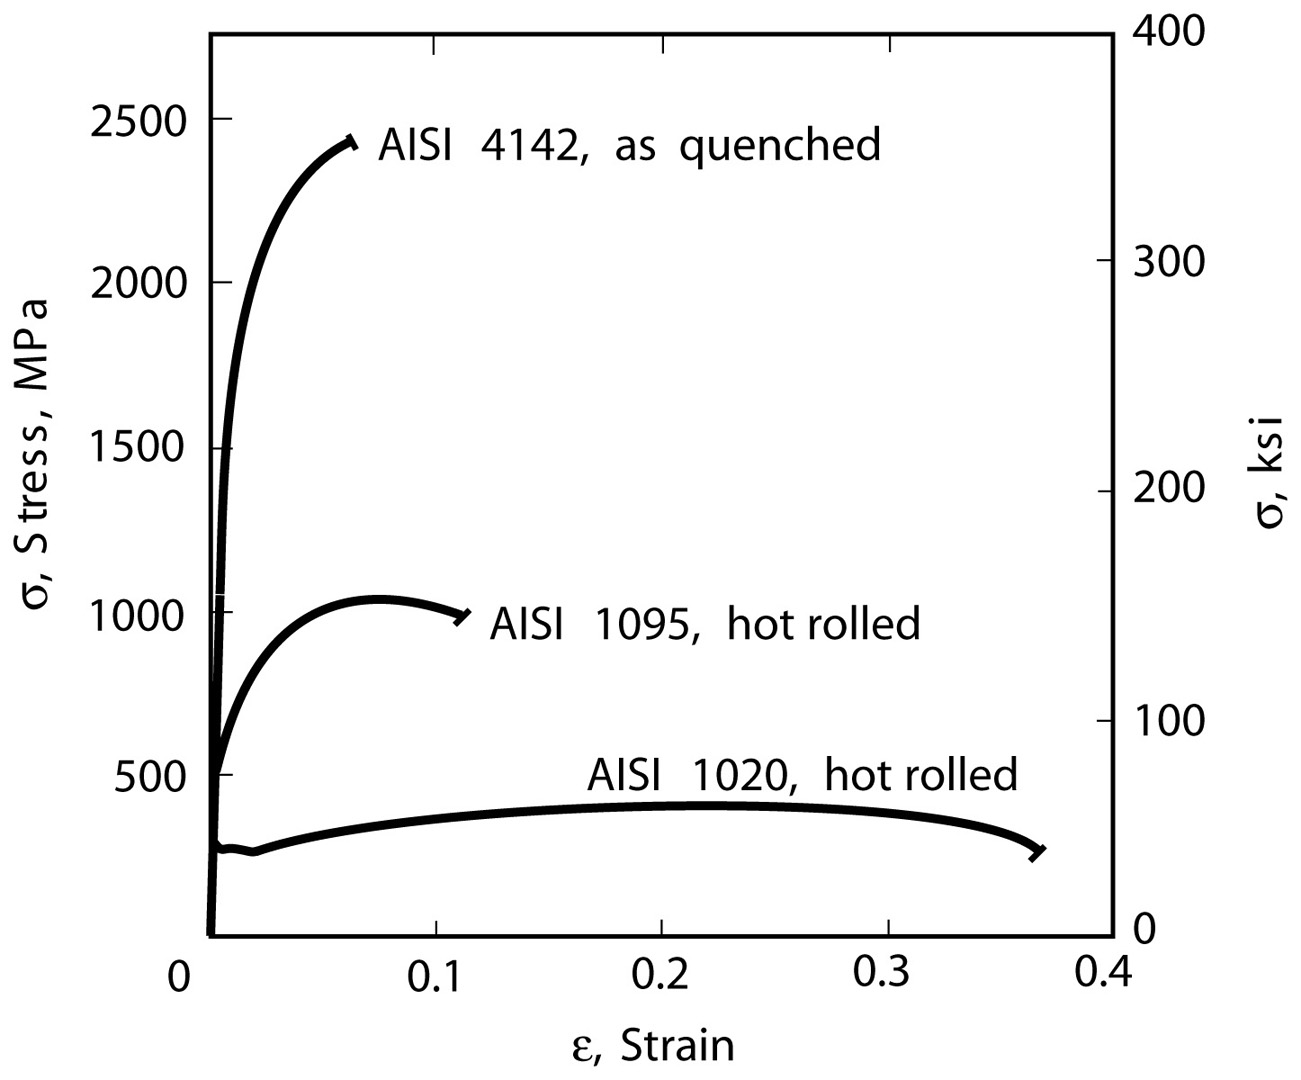 400
2500
AISI 4142, as quenched
300
2000
σ, Stress, MPa
1500
200
σ, ksi
1000
AISI 1095, hot rolled
100
500
AISI 1020, hot rolled
0
0
0.1
0.2
0.3
0.4
ε, Strain